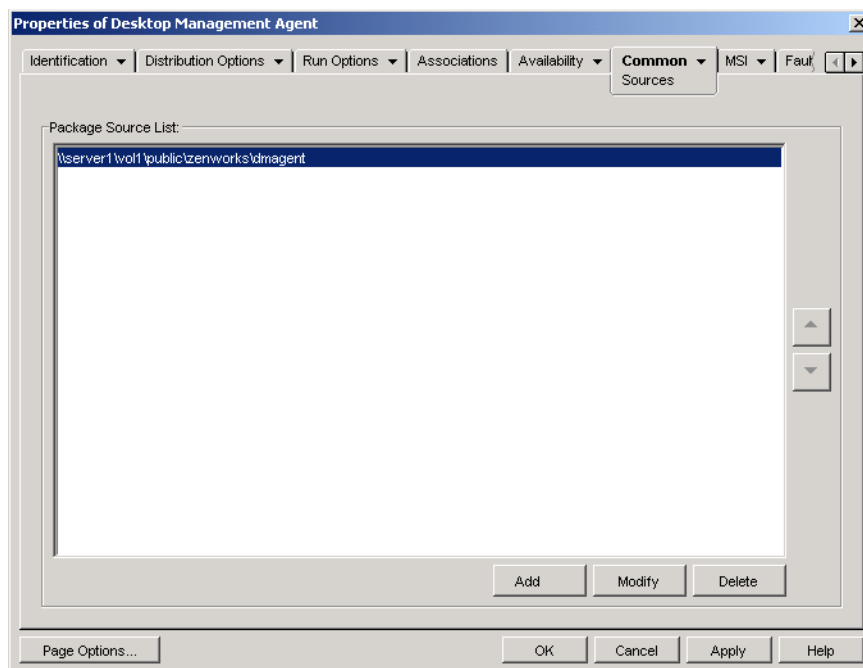 Properties of Desktop Management Agent
Identification Distribution Options Run Options Associations Availability Common MSI Faul
Sources
Package Source List:
\\server1\vol1\public\zenworks\dmagent
Add Modify Delete
Page Options... OK Cancel Apply Help